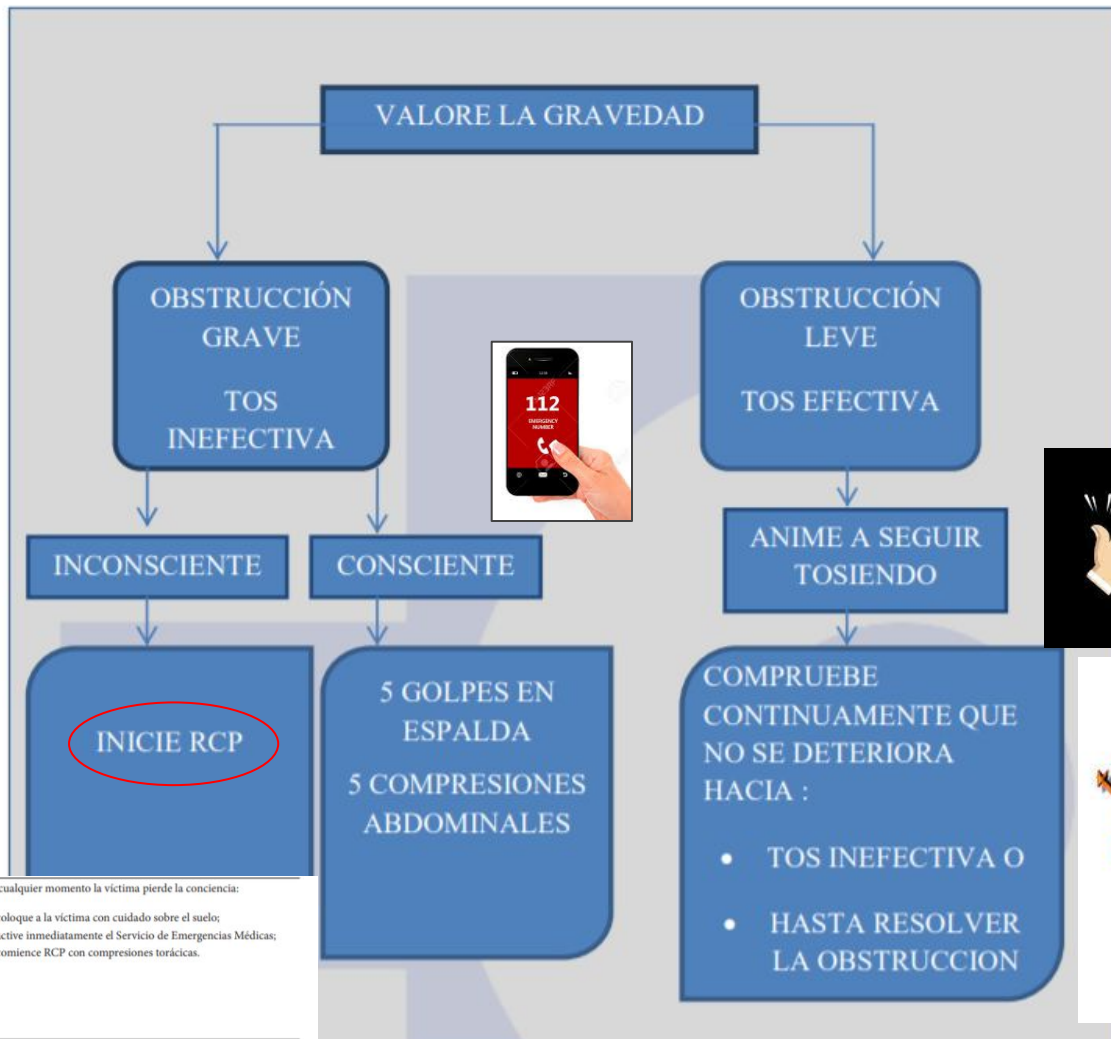 VALORE LA GRAVEDAD
OBSTRUCCIÓN
GRAVE
TOS
INEFECTIVA
112
EMERGENCY
NUMBER
OBSTRUCCIÓN
LEVE
TOS EFECTIVA
INCONSCIENTE
CONSCIENTE
ANIME A SEGUIR
TOSIENDO
INICIE RCP
5 GOLPES EN
ESPALDA
5 COMPRESIONES
ABDOMINALES
COMPRUEBE
CONTINUAMENTE QUE
NO SE DETERIORA
HACIA :
• TOS INEFECTIVA O
• HASTA RESOLVER
LA OBSTRUCCION
cualquier momento la víctima pierde la conciencia:
oloque a la víctima con cuidado sobre el suelo;
ctive inmediatamente el Servicio de Emergencias Médicas;
omience RCP con compresiones torácicas.